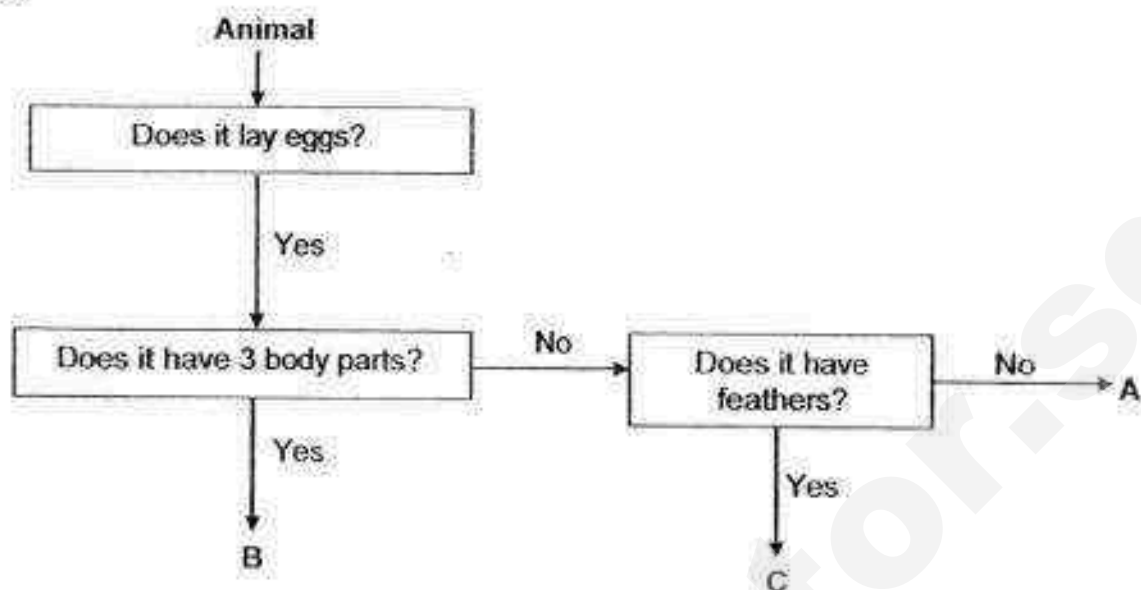 Animal
Does it lay eggs?
Yes
Does it have 3 body parts?
No
Does it have
feathers?
No
A
Yes
B
Yes
C